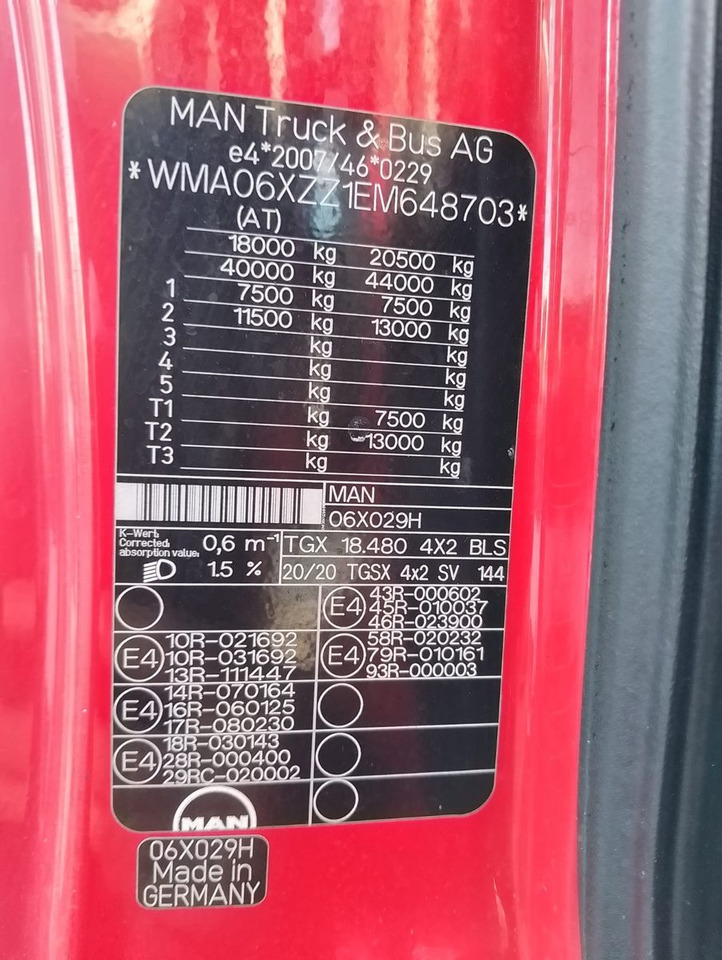 MAN Truck & Bus AG
e4*2007/46*0229
*WMA06XZZ1EM648703*
(AT)
18000 kg 20500 kg
40000 kg 44000 kg
1 7500 kg 7500 kg
2 11500 kg 13000 kg
3 kg kg
4 kg kg
5 kg kg
T1 kg 7500 kg
T2 kg 13000 kg
T3 kg kg
MAN
06X029H
K-Wert:
Corrected
absorption value:
0,6 m⁻¹
TGX 18.480 4X2 BLS
1.5 %
20/20 TGSX 4x2 SV 144
E4
43R-000602
45R-010037
46R-023900
E4
10R-021692
10R-031692
13R-111447
E4
58R-020232
79R-010161
93R-000003
E4
14R-070164
16R-060125
17R-080230
E4
18R-030143
28R-000400
29RC-020002
MAN
06X029H
Made in
GERMANY